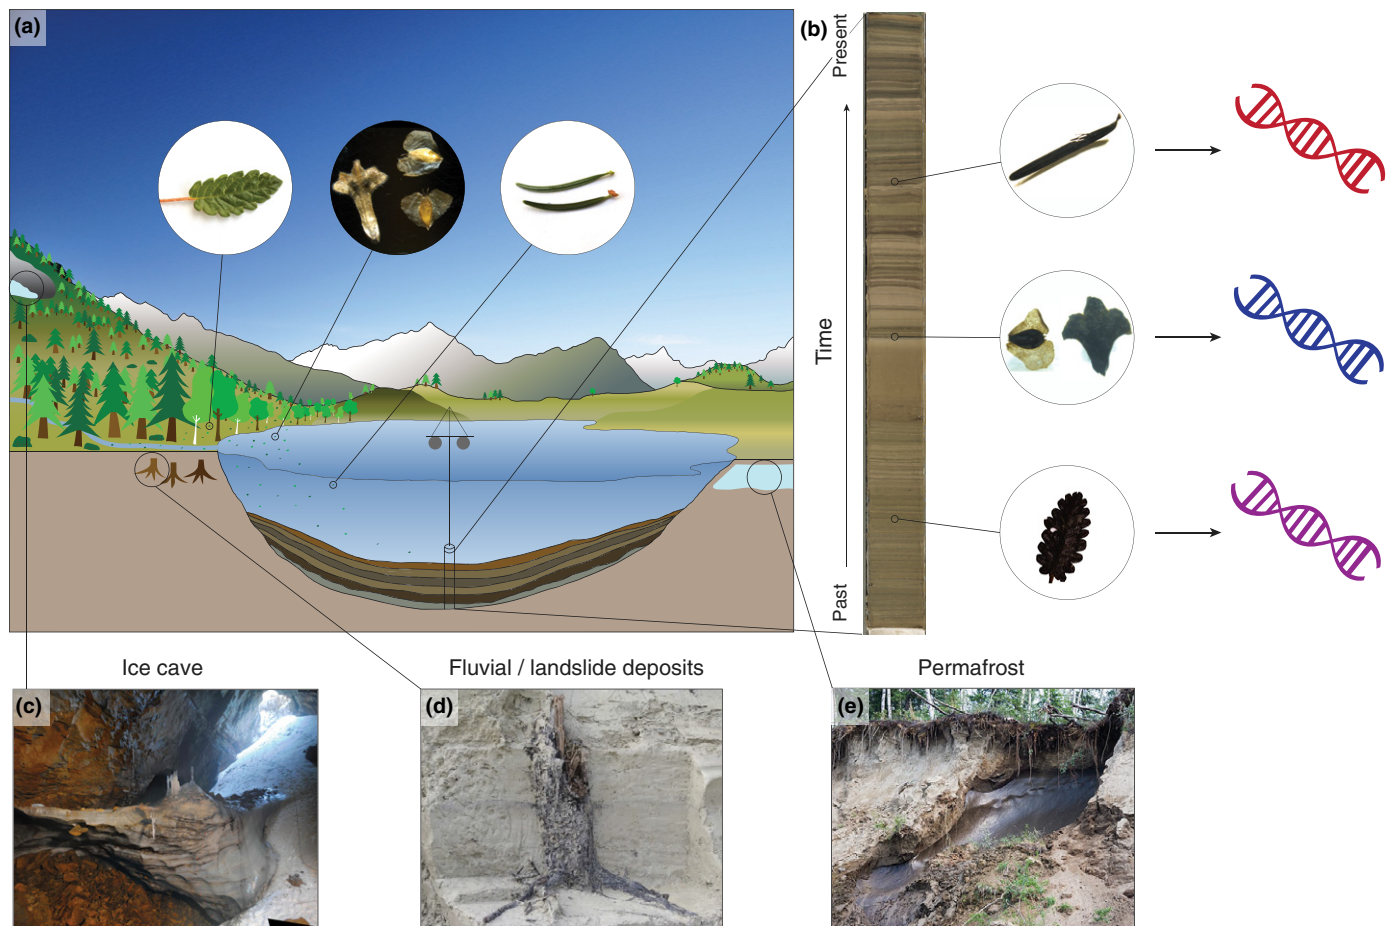 (a)
(b)
Present
Time
Past
Ice cave
Fluvial / landslide deposits
Permafrost
(c)
(d)
(e)